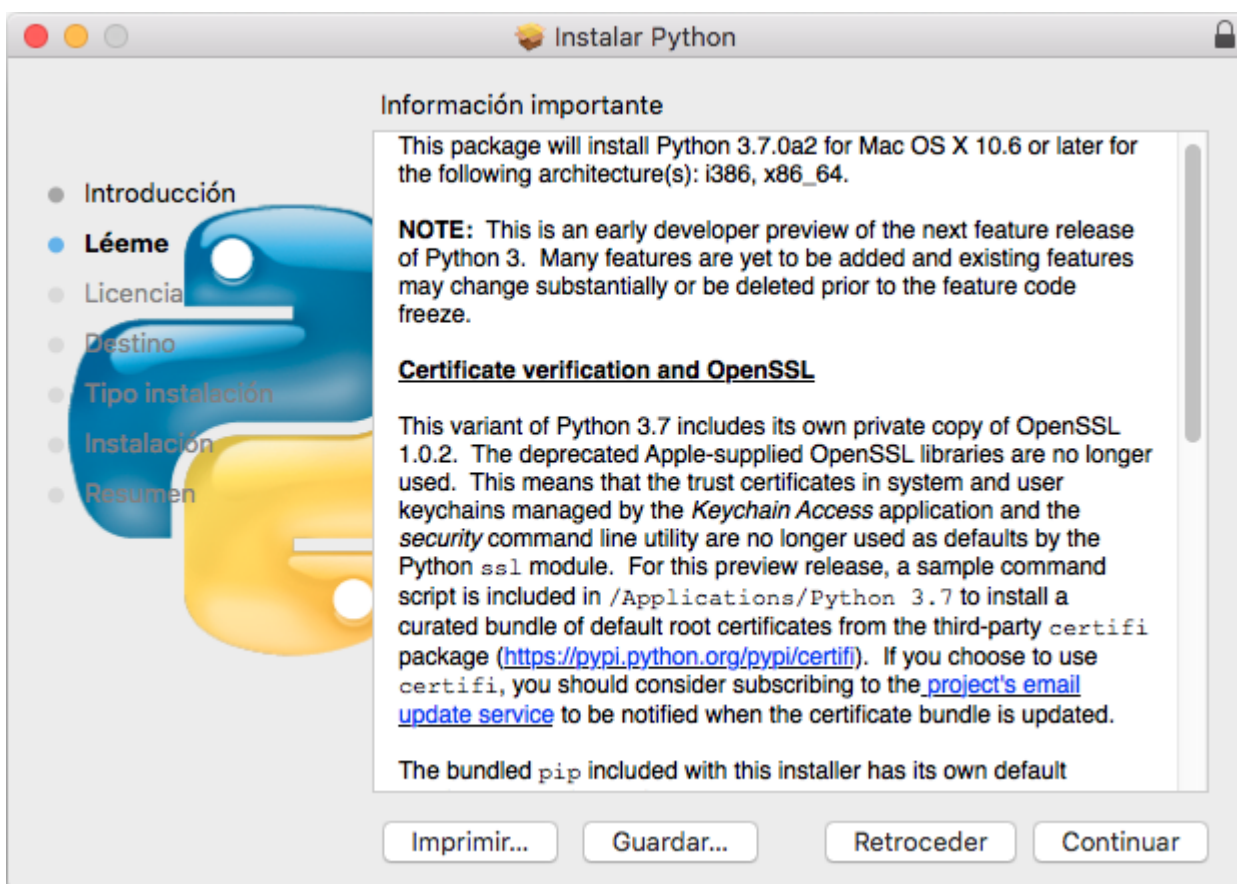 Instalar Python
Información importante
Introducción
Léeme
Licencia
Destino
Tipo instalación
Instalación
Resumen
This package will install Python 3.7.0a2 for Mac OS X 10.6 or later for
the following architecture(s): i386, x86_64.
NOTE: This is an early developer preview of the next feature release
of Python 3. Many features are yet to be added and existing features
may change substantially or be deleted prior to the feature code
freeze.
Certificate verification and OpenSSL
This variant of Python 3.7 includes its own private copy of OpenSSL
1.0.2. The deprecated Apple-supplied OpenSSL libraries are no longer
used. This means that the trust certificates in system and user
keychains managed by the Keychain Access application and the
security command line utility are no longer used as defaults by the
Python ssl module. For this preview release, a sample command
script is included in /Applications/Python 3.7 to install a
curated bundle of default root certificates from the third-party certifi
package (https://pypi.python.org/pypi/certifi). If you choose to use
certifi, you should consider subscribing to the project's email
update service to be notified when the certificate bundle is updated.
The bundled pip included with this installer has its own default
Imprimir...
Guardar...
Retroceder
Continuar